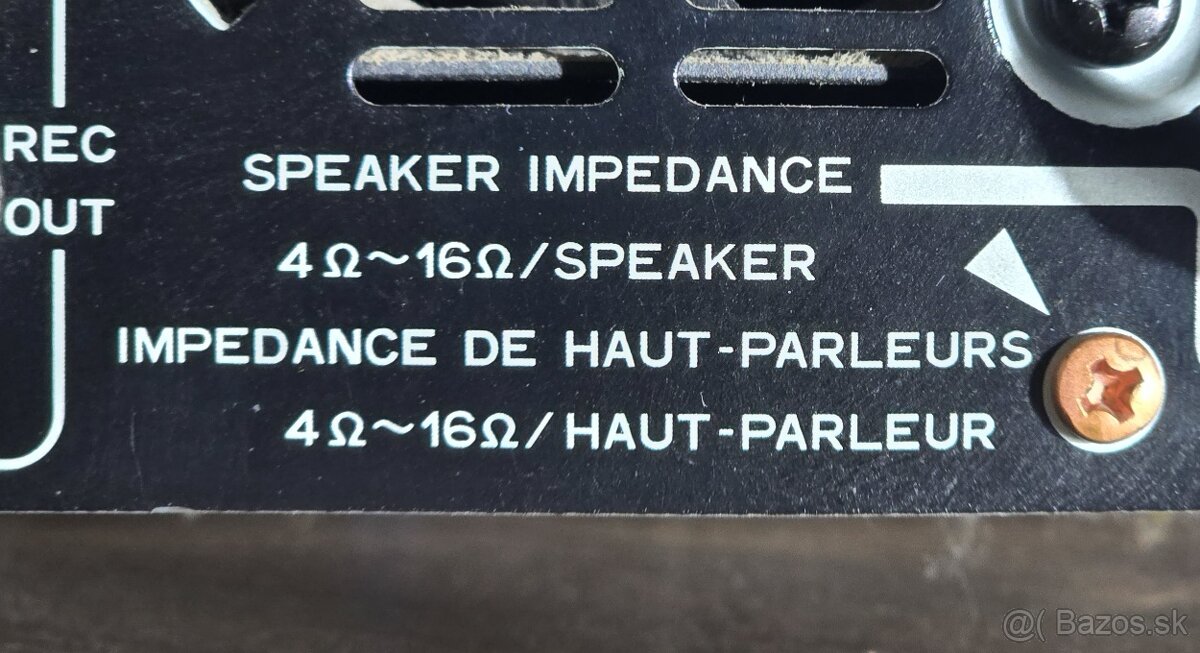 REC
OUT
SPEAKER IMPEDANCE
4Ω~16Ω/SPEAKER
IMPEDANCE DE HAUT-PARLEURS
4Ω~16Ω/HAUT-PARLEUR
@( Bazos.sk